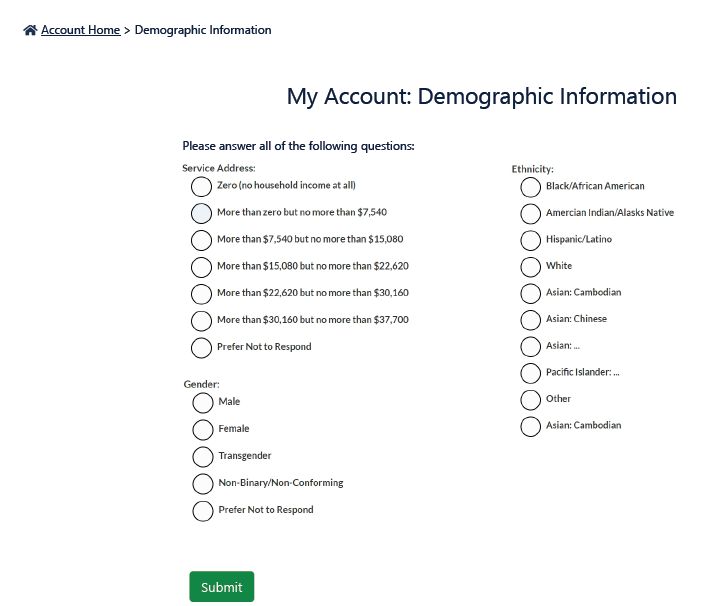 Account Home > Demographic Information
My Account: Demographic Information
Please answer all of the following questions:
Service Address:
Zero (no household income at all)
More than zero but no more than $7,540
More than $7,540 but no more than $15,080
More than $15,080 but no more than $22,620
More than $22,620 but no more than $30,160
More than $30,160 but no more than $37,700
Prefer Not to Respond
Gender:
Male
Female
Transgender
Non-Binary/Non-Conforming
Prefer Not to Respond
Ethnicity:
Black/African American
Amercian Indian/Alasks Native
Hispanic/Latino
White
Asian: Cambodian
Asian: Chinese
Asian: ...
Pacific Islander: ...
Other
Asian: Cambodian
Submit